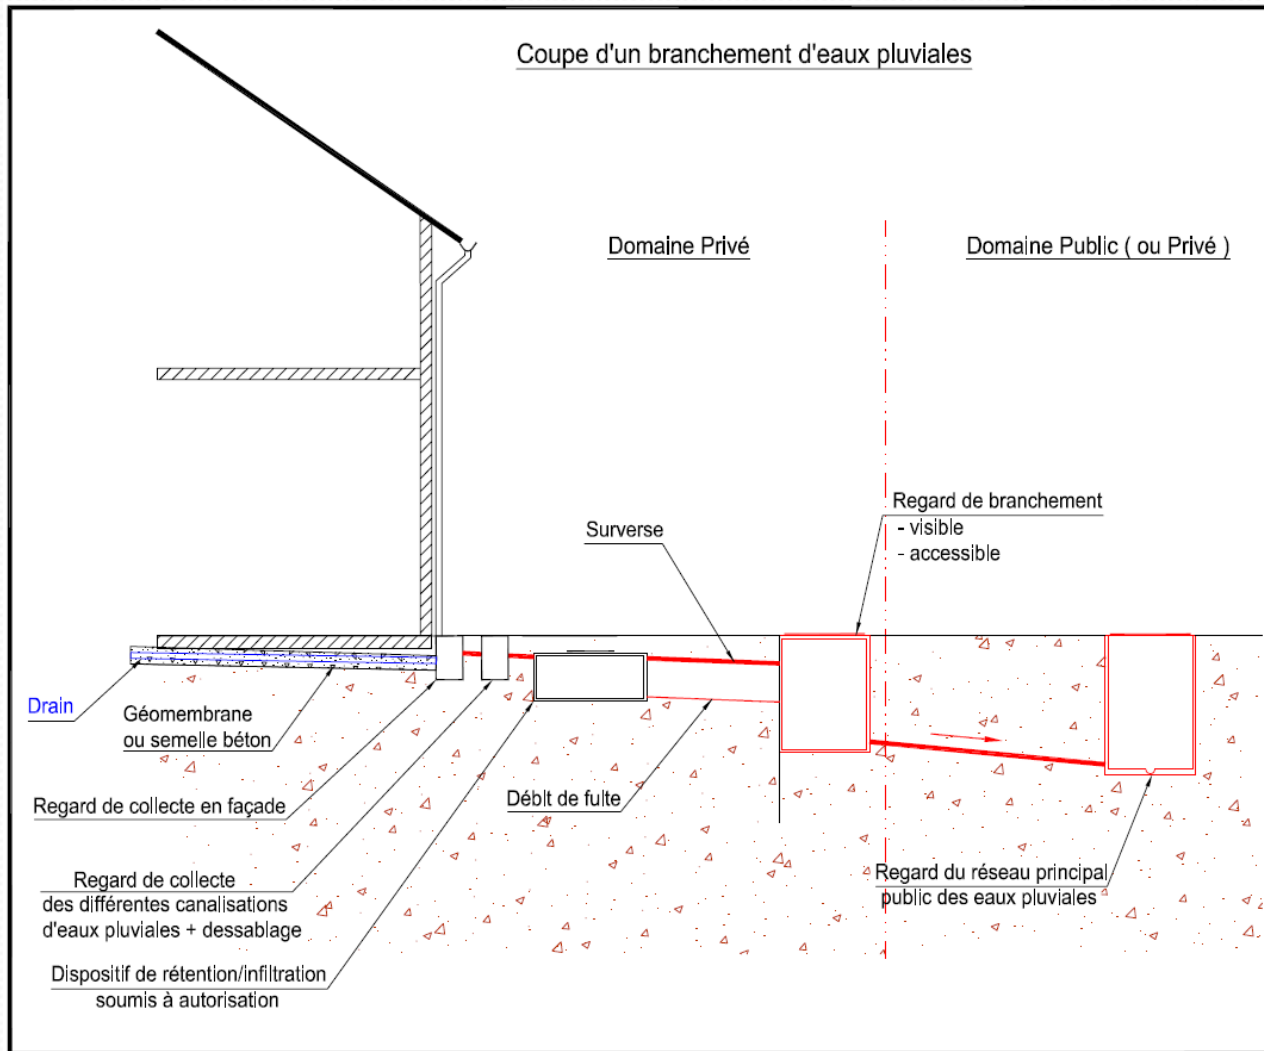 Coupe d'un branchement d'eaux pluviales
Domaine Privé
Domaine Public ( ou Privé )
Regard de branchement
- visible
- accessible
Surverse
Drain
Géomembrane
ou semelle béton
Regard de collecte en façade
Débit de fuite
Regard de collecte
des différentes canalisations
d'eaux pluviales + dessablage
Regard du réseau principal
public des eaux pluviales
Dispositif de rétention/infiltration
soumis à autorisation